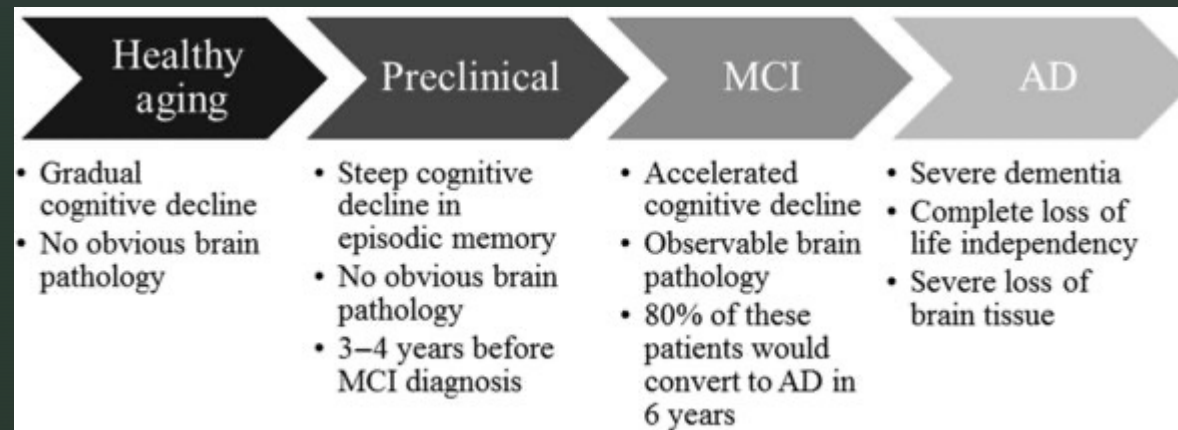 Healthy
aging
Preclinical
MCI
AD
• Gradual
cognitive decline
• No obvious brain
pathology
• Steep cognitive
decline in
episodic memory
• No obvious brain
pathology
• 3–4 years before
MCI diagnosis
• Accelerated
cognitive decline
• Observable brain
pathology
• 80% of these
patients would
convert to AD in
6 years
• Severe dementia
• Complete loss of
life independency
• Severe loss of
brain tissue